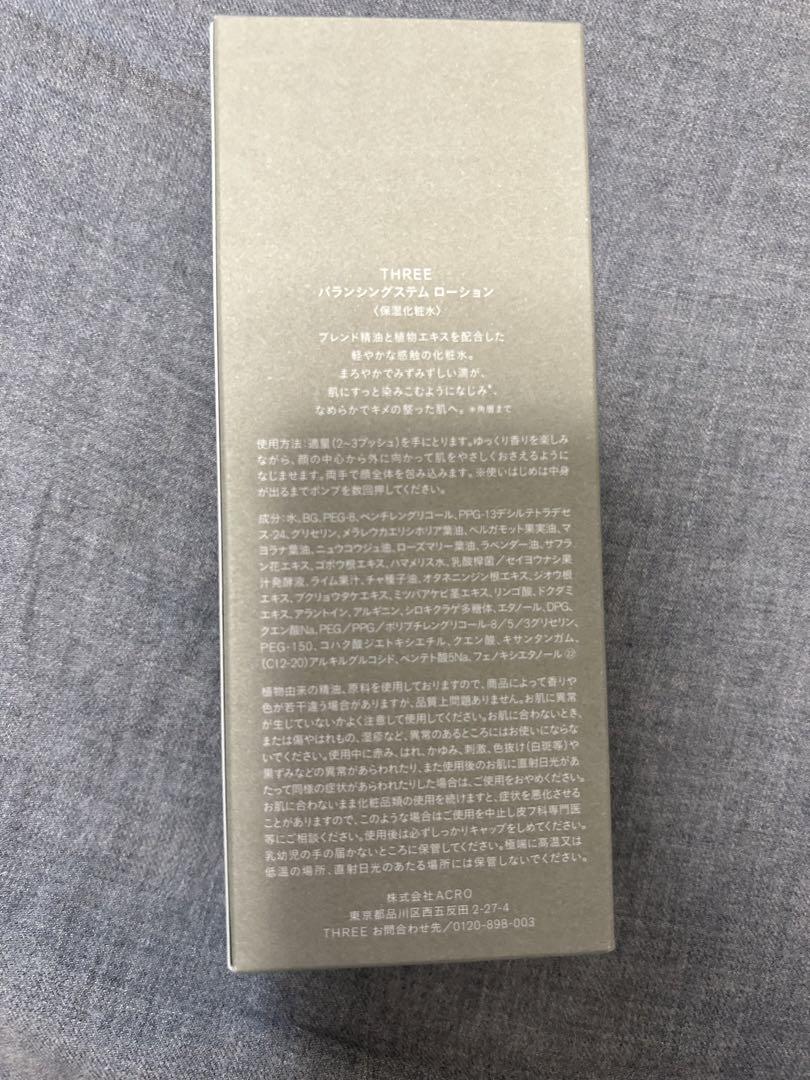 THREE
バランシングステム ローション
〈保湿化粧水〉
ブレンド精油と植物エキスを配合した
軽やかな感触の化粧水。
まろやかでみずみずしい滴が、
肌にすっと染みこむようになじみ*、
なめらかでキメの整った肌へ。 ※角層まで
使用方法：適量（2〜3プッシュ）を手にとります。ゆっくり香りを楽しみ
ながら、顔の中心から外に向かって肌をやさしくおさえるように
なじませます。両手で顔全体を包み込みます。※使いはじめは中身
が出るまでポンプを数回押してください。
成分：水、BG、PEG-8、ペンチレングリコール、PPG-13デシルテトラデセ
ス-24、グリセリン、メラレウカエリシホリア葉油、ベルガモット果実油、マ
ヨラナ葉油、ニュウコウジュ油、ローズマリー葉油、ラベンダー油、サフラ
ン花エキス、ゴボウ根エキス、ハマメリス水、乳酸桿菌／セイヨウナシ果
汁発酵液、ライム果汁、チャ種子油、オタネニンジン根エキス、ジオウ根
エキス、ブクリョウタケエキス、ミツバアケビ茎エキス、リンゴ酸、ドクダミ
エキス、アラントイン、アルギニン、シロキクラゲ多糖体、エタノール、DPG、
クエン酸Na、PEG／PPG／ポリブチレングリコール-8／5／3グリセリン、
PEG-150、コハク酸ジエトキシエチル、クエン酸、キサンタンガム、
（C12-20）アルキルグルコシド、ペンテト酸5Na、フェノキシエタノール ㉒
植物由来の精油、原料を使用しておりますので、商品によって香りや
色が若干違う場合がありますが、品質上問題ありません。お肌に異常
が生じていないかよく注意して使用してください。お肌に合わないとき、
または傷やはれもの、湿疹など、異常のあるところにはお使いにならな
いでください。使用中に赤み、はれ、かゆみ、刺激、色抜け（白斑等）や
黒ずみなどの異常があらわれたり、また使用後のお肌に直射日光があ
たって同様の症状があらわれたりした場合は、ご使用をおやめください。
お肌に合わないまま化粧品類の使用を続けますと、症状を悪化させる
ことがありますので、このような場合はご使用を中止し皮フ科専門医
等にご相談ください。使用後は必ずしっかりキャップをしめてください。
乳幼児の手の届かないところに保管してください。極端に高温又は
低温の場所、直射日光のあたる場所には保管しないでください。
株式会社ACRO
東京都品川区西五反田 2-27-4
THREE お問合わせ先／0120-898-003